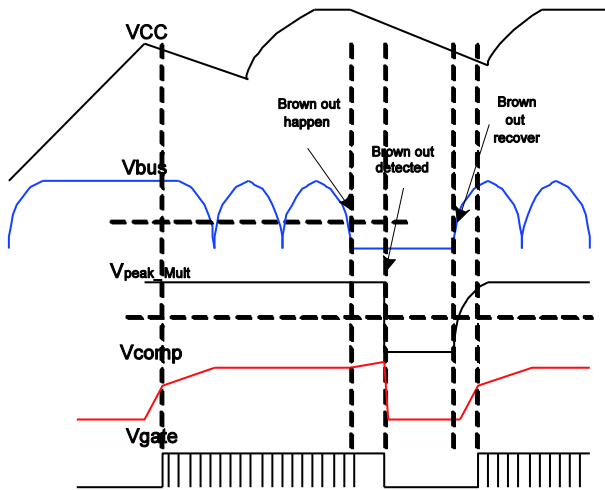 VCC
Brown out
happen
Brown
out
recover
Brown out
detected
Vbus
Vpeak_Mult
Vcomp
Vgate